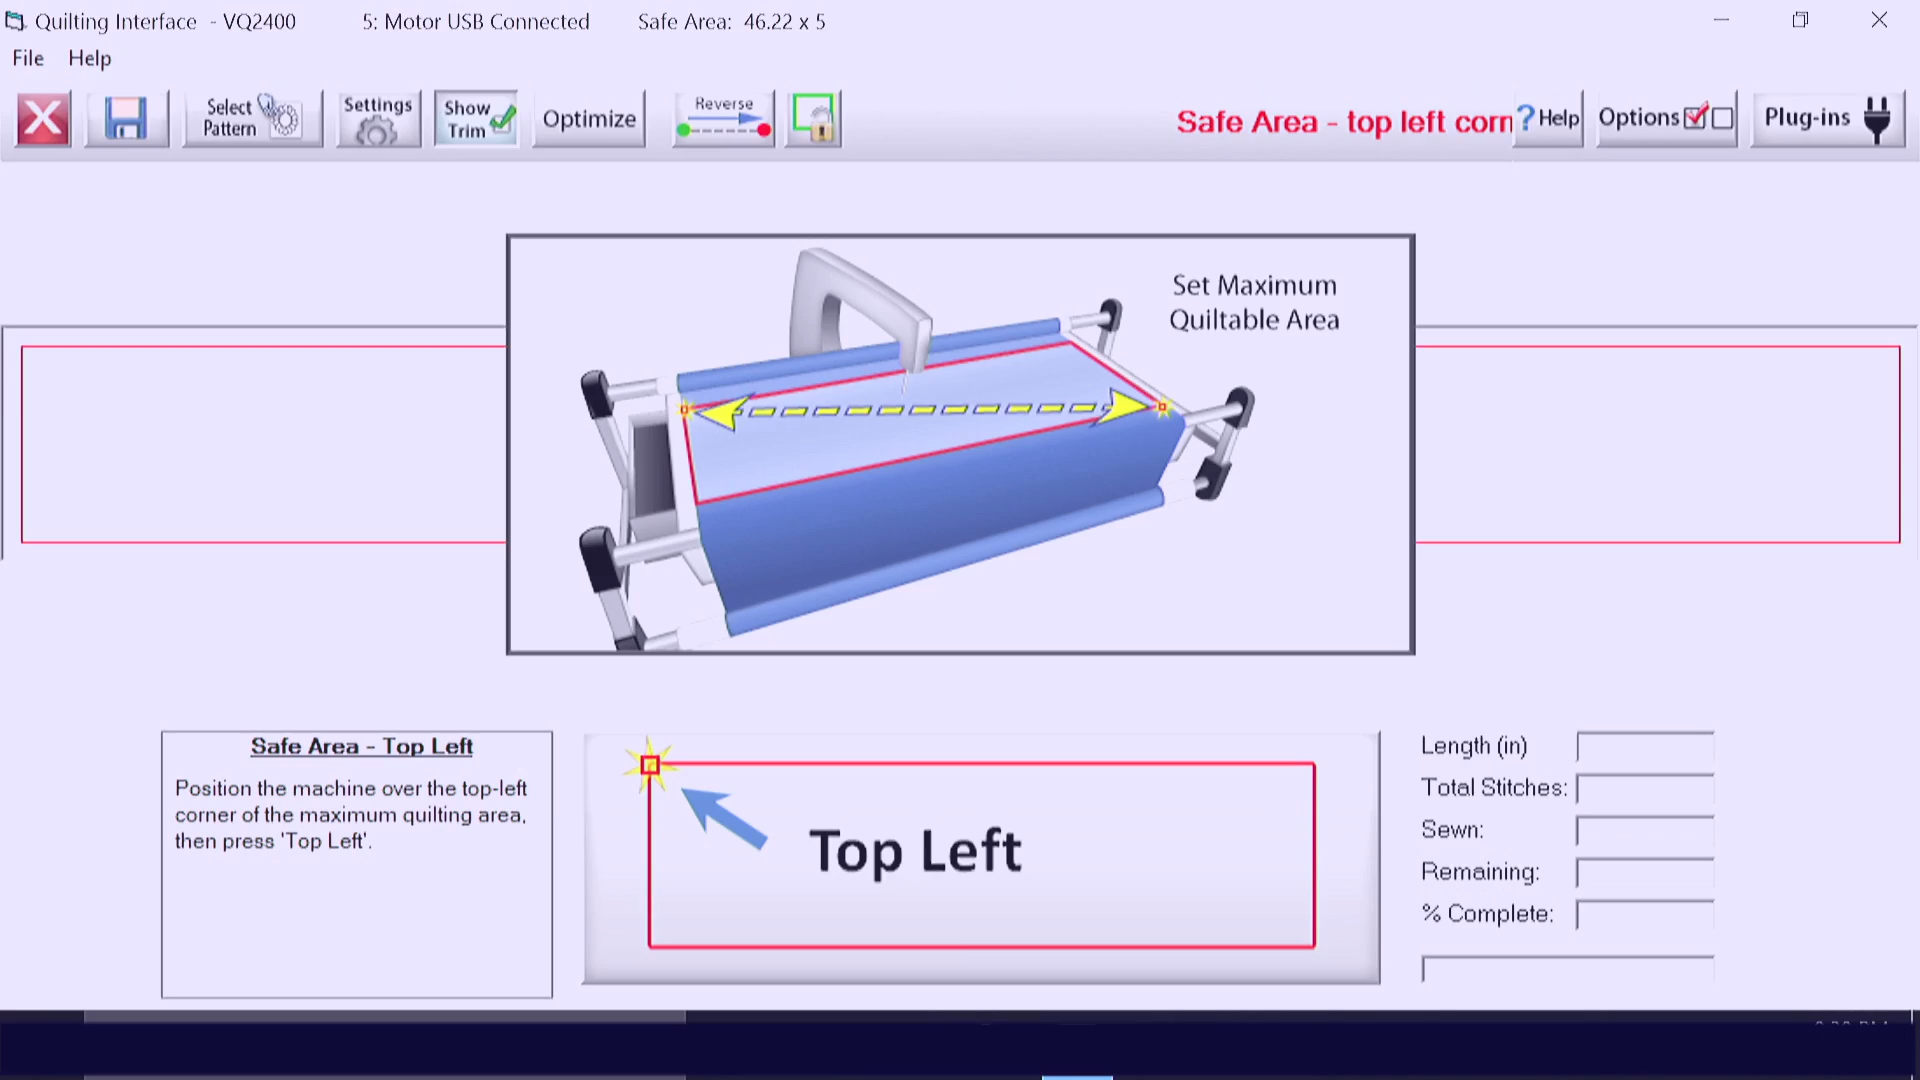 Quilting Interface - VQ2400 5: Motor USB Connected Safe Area: 46.22 x 5
File Help
Select Pattern
Settings
Show Trim
Optimize
Reverse
Safe Area - top left corn
? Help
Options
Plug-ins
Set Maximum
Quiltable Area
Safe Area - Top Left
Position the machine over the top-left
corner of the maximum quilting area,
then press 'Top Left'.
Top Left
Length (in)
Total Stitches:
Sewn:
Remaining:
% Complete: